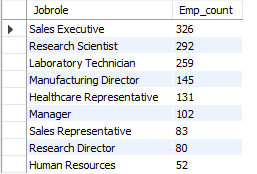 Jobrole Emp_count
Sales Executive 326
Research Scientist 292
Laboratory Technician 259
Manufacturing Director 145
Healthcare Representative 131
Manager 102
Sales Representative 83
Research Director 80
Human Resources 52